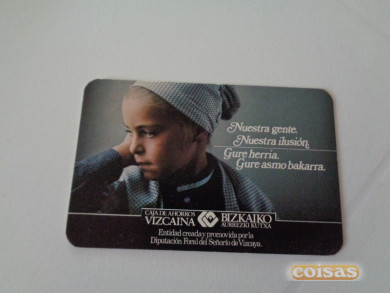 Nuestra gente.
Nuestra ilusión.
Gure herria.
Gure asmo bakarra.
CAJA DE AHORROS
VIZCAINA
BIZKAIKO
AURREZKI KUTXA
Entidad creada y promovida por la
Diputación Foral del Señorío de Vizcaya.
coisas